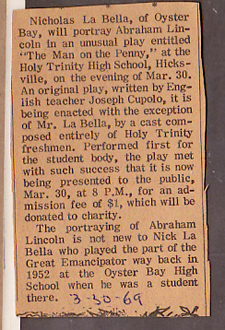 Nicholas La Bella, of Oyster
Bay, will portray Abraham Lin-
coln in an unusual play entitled
"The Man on the Penny," at the
Holy Trinity High School, Hicks-
ville, on the evening of Mar. 30.
An original play, written by Eng-
lish teacher Joseph Cupolo, it is
being enacted with the exception
of Mr. La Bella, by a cast com-
posed entirely of Holy Trinity
freshmen. Performed first for
the student body, the play met
with such success that it is now
being presented to the public,
Mar. 30, at 8 P.M., for an ad-
mission fee of $1, which will be
donated to charity.
The portraying of Abraham
Lincoln is not new to Nick La
Bella who played the part of the
Great Emancipator way back in
1952 at the Oyster Bay High
School when he was a student
there. 3-30-69